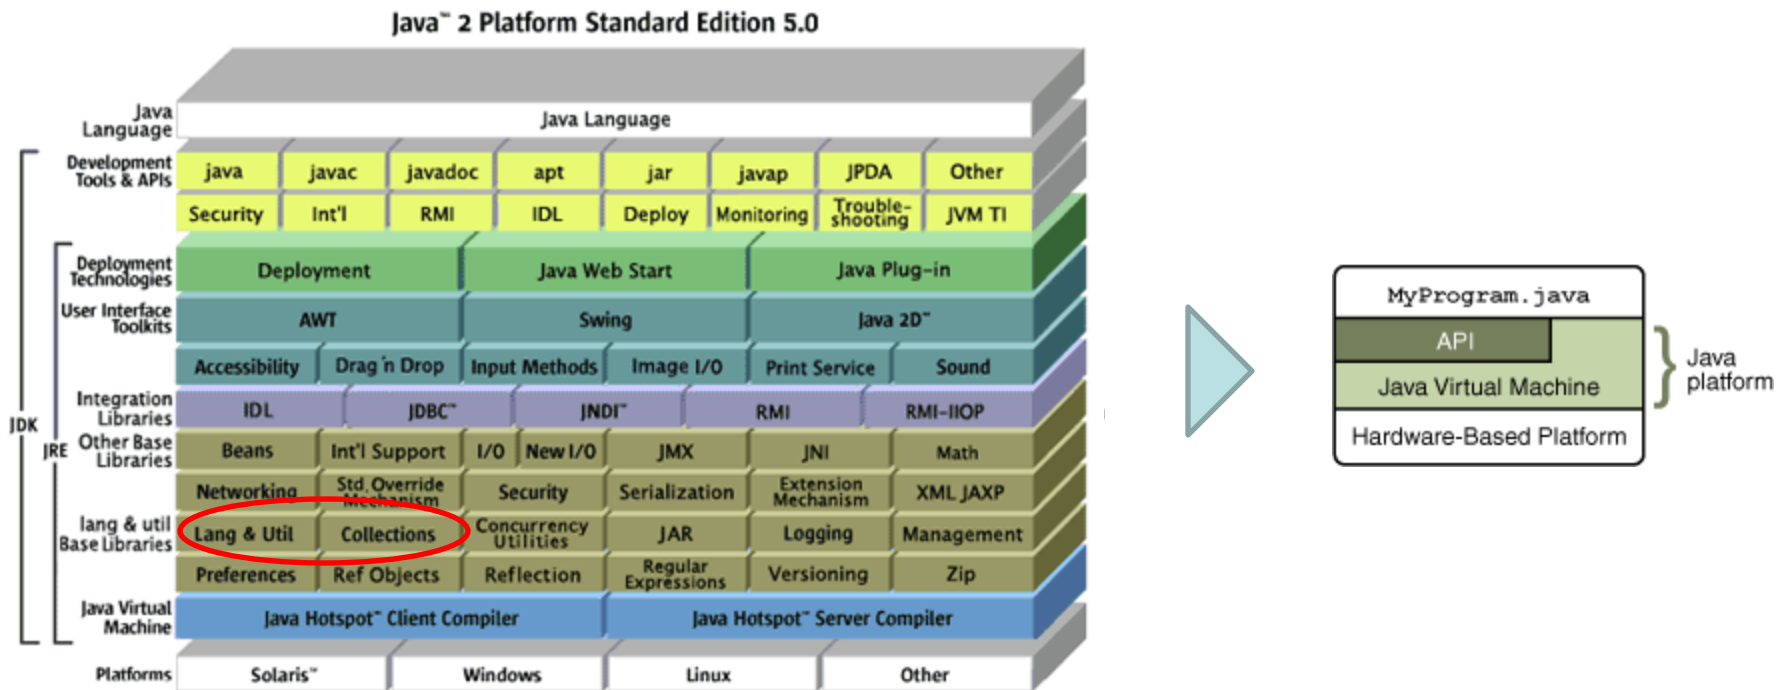 Java™ 2 Platform Standard Edition 5.0
Java
Language
Java Language
JDK
Development
Tools & APIs
java javac javadoc apt jar javap JPDA Other
Security Int'l RMI IDL Deploy Monitoring Trouble-
shooting JVM TI
JRE
Deployment
Technologies
Deployment Java Web Start Java Plug-in
User Interface
Toolkits
AWT Swing Java 2D™
Accessibility Drag 'n Drop Input Methods Image I/O Print Service Sound
Integration
Libraries
IDL JDBC™ JNDI™ RMI RMI-IIOP
Other Base
Libraries
Beans Int'l Support I/O New I/O JMX JNI Math
Networking Std. Override
Mechanism Security Serialization Extension
Mechanism XML JAXP
lang & util
Base Libraries
Lang & Util Collections Concurrency
Utilities JAR Logging Management
Preferences Ref Objects Reflection Regular
Expressions Versioning Zip
Java Virtual
Machine
Java Hotspot™ Client Compiler Java Hotspot™ Server Compiler
Platforms
Solaris™ Windows Linux Other
MyProgram.java
API
Java Virtual Machine
Hardware-Based Platform
Java
platform